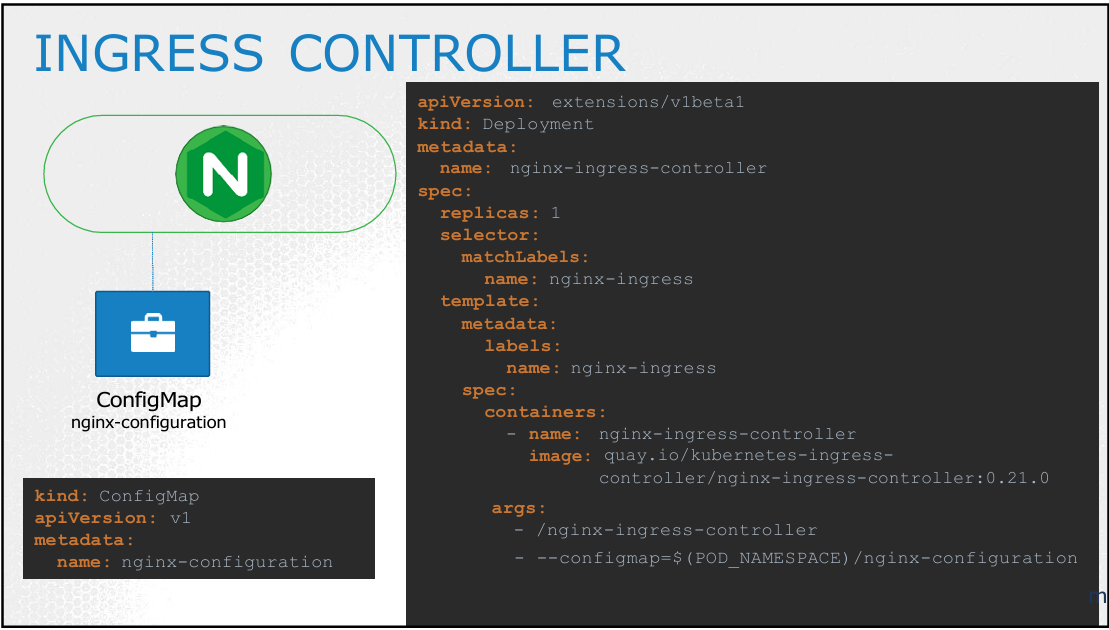 INGRESS CONTROLLER
N
ConfigMap
nginx-configuration
kind: ConfigMap
apiVersion: v1
metadata:
  name: nginx-configuration
apiVersion: extensions/v1beta1
kind: Deployment
metadata:
  name: nginx-ingress-controller
spec:
  replicas: 1
  selector:
    matchLabels:
      name: nginx-ingress
  template:
    metadata:
      labels:
        name: nginx-ingress
    spec:
      containers:
        - name: nginx-ingress-controller
          image: quay.io/kubernetes-ingress-
                 controller/nginx-ingress-controller:0.21.0
       args:
         - /nginx-ingress-controller
         - --configmap=$(POD_NAMESPACE)/nginx-configuration
m